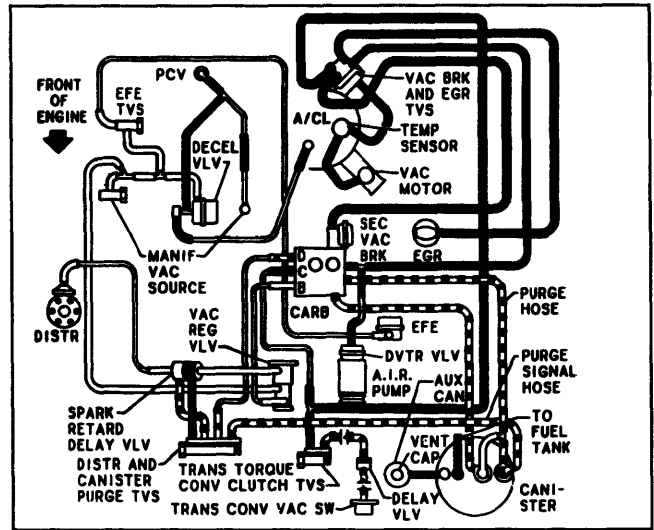 FRONT
OF
ENGINE
EFE
TVS
PCV
DECEL
VLV
A/CL
VAC BRK
AND EGR
TVS
TEMP
SENSOR
VAC
MOTOR
MANIF
VAC
SOURCE
SEC
VAC
BRK
EGR
D
C
B
CARB
DISTR
VAC
REG
VLV
EFE
PURGE
HOSE
DVTR VLV
A.I.R.
PUMP
AUX
CAN
PURGE
SIGNAL
HOSE
SPARK
RETARD
DELAY VLV
VENT
CAP
TO
FUEL
TANK
DISTR AND
CANISTER
PURGE TVS
TRANS TORQUE
CONV CLUTCH TVS
TRANS CONV VAC SW
DELAY
VLV
CANI-
STER